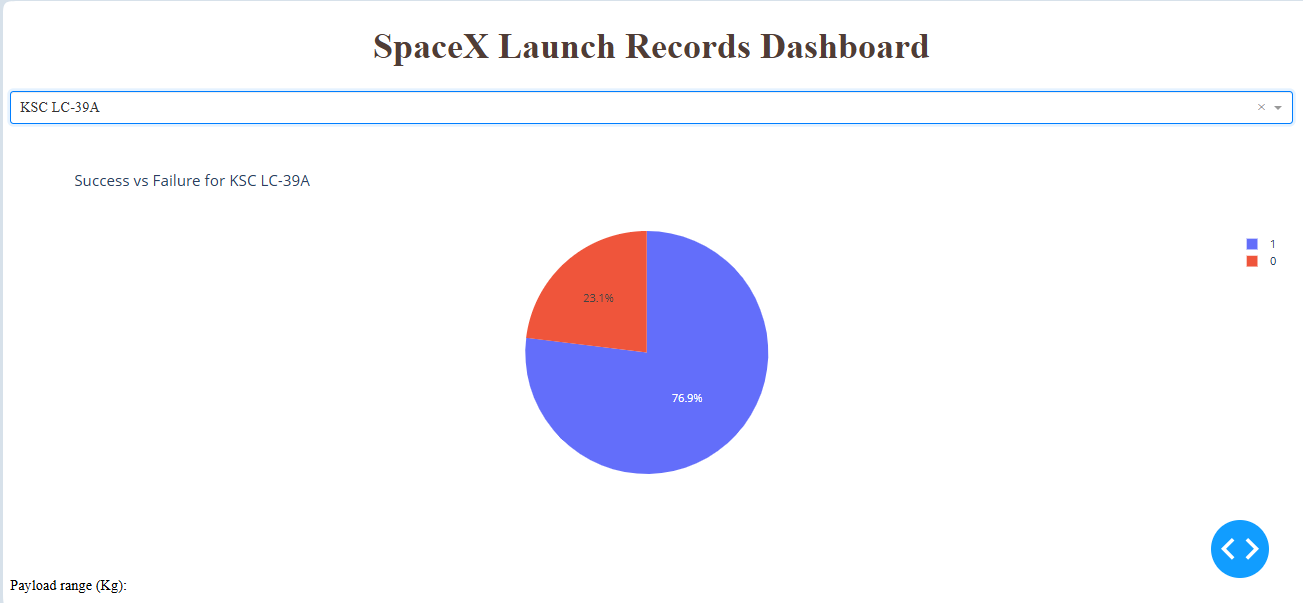 SpaceX Launch Records Dashboard
KSC LC-39A
Success vs Failure for KSC LC-39A
1
0
23.1%
76.9%
Payload range (Kg):